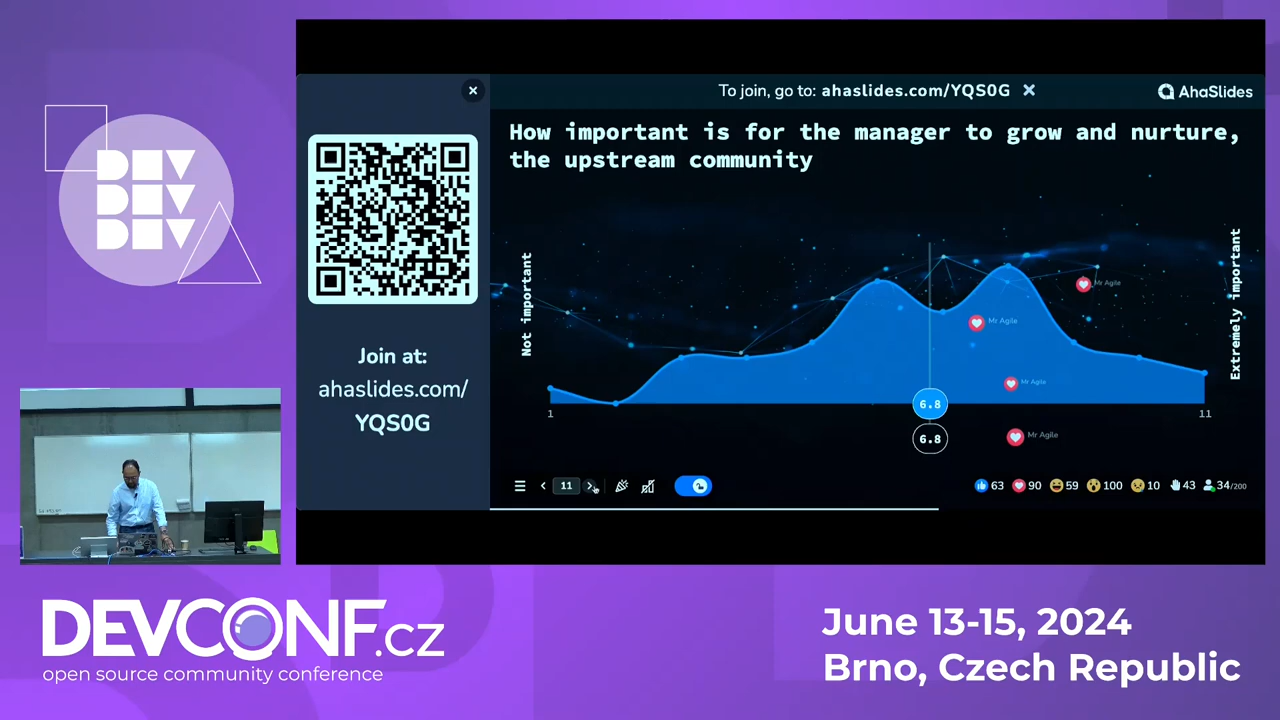 DEV
DEV
DEV
To join, go to: ahaslides.com/YQS0G
AhaSlides
How important is for the manager to grow and nurture,
the upstream community
Join at:
ahaslides.com/
YQS0G
Not important
Extremely important
Mr Agile
Mr Agile
Mr Agile
Mr Agile
6.8
6.8
1
11
11
63
90
59
100
10
43
34/200
DEVCONF.cz
open source community conference
June 13-15, 2024
Brno, Czech Republic